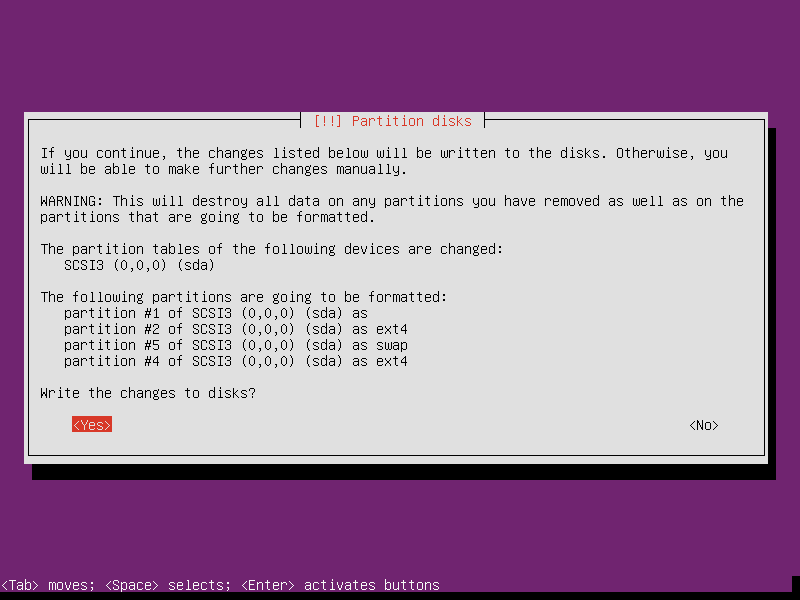 [!!] Partition disks
If you continue, the changes listed below will be written to the disks. Otherwise, you
will be able to make further changes manually.
WARNING: This will destroy all data on any partitions you have removed as well as on the
partitions that are going to be formatted.
The partition tables of the following devices are changed:
SCSI3 (0,0,0) (sda)
The following partitions are going to be formatted:
partition #1 of SCSI3 (0,0,0) (sda) as
partition #2 of SCSI3 (0,0,0) (sda) as ext4
partition #5 of SCSI3 (0,0,0) (sda) as swap
partition #4 of SCSI3 (0,0,0) (sda) as ext4
Write the changes to disks?
<Yes> <No>
<Tab> moves; <Space> selects; <Enter> activates buttons